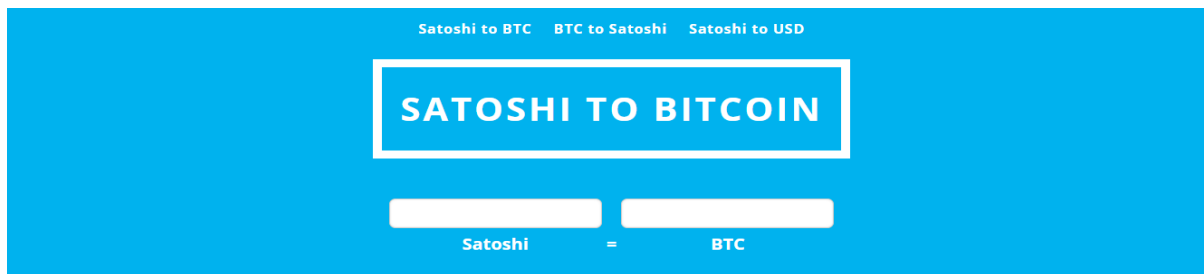 Satoshi to BTC BTC to Satoshi Satoshi to USD
SATOSHI TO BITCOIN
Satoshi = BTC